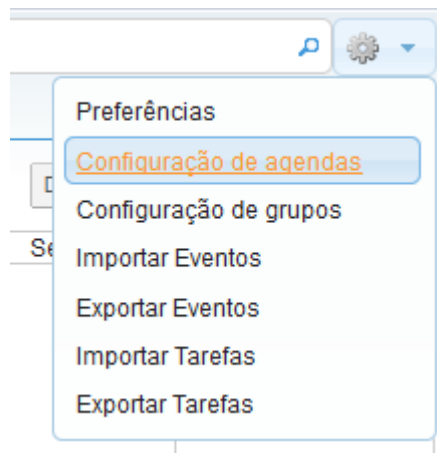 Preferências
Configuração de agendas
Configuração de grupos
Importar Eventos
Exportar Eventos
Importar Tarefas
Exportar Tarefas